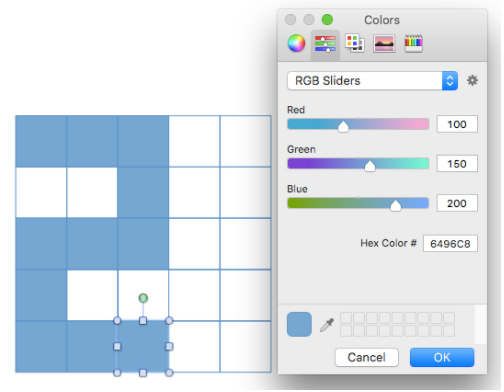 Colors
RGB Sliders
Red
100
Green
150
Blue
200
Hex Color # 6496C8
Cancel OK